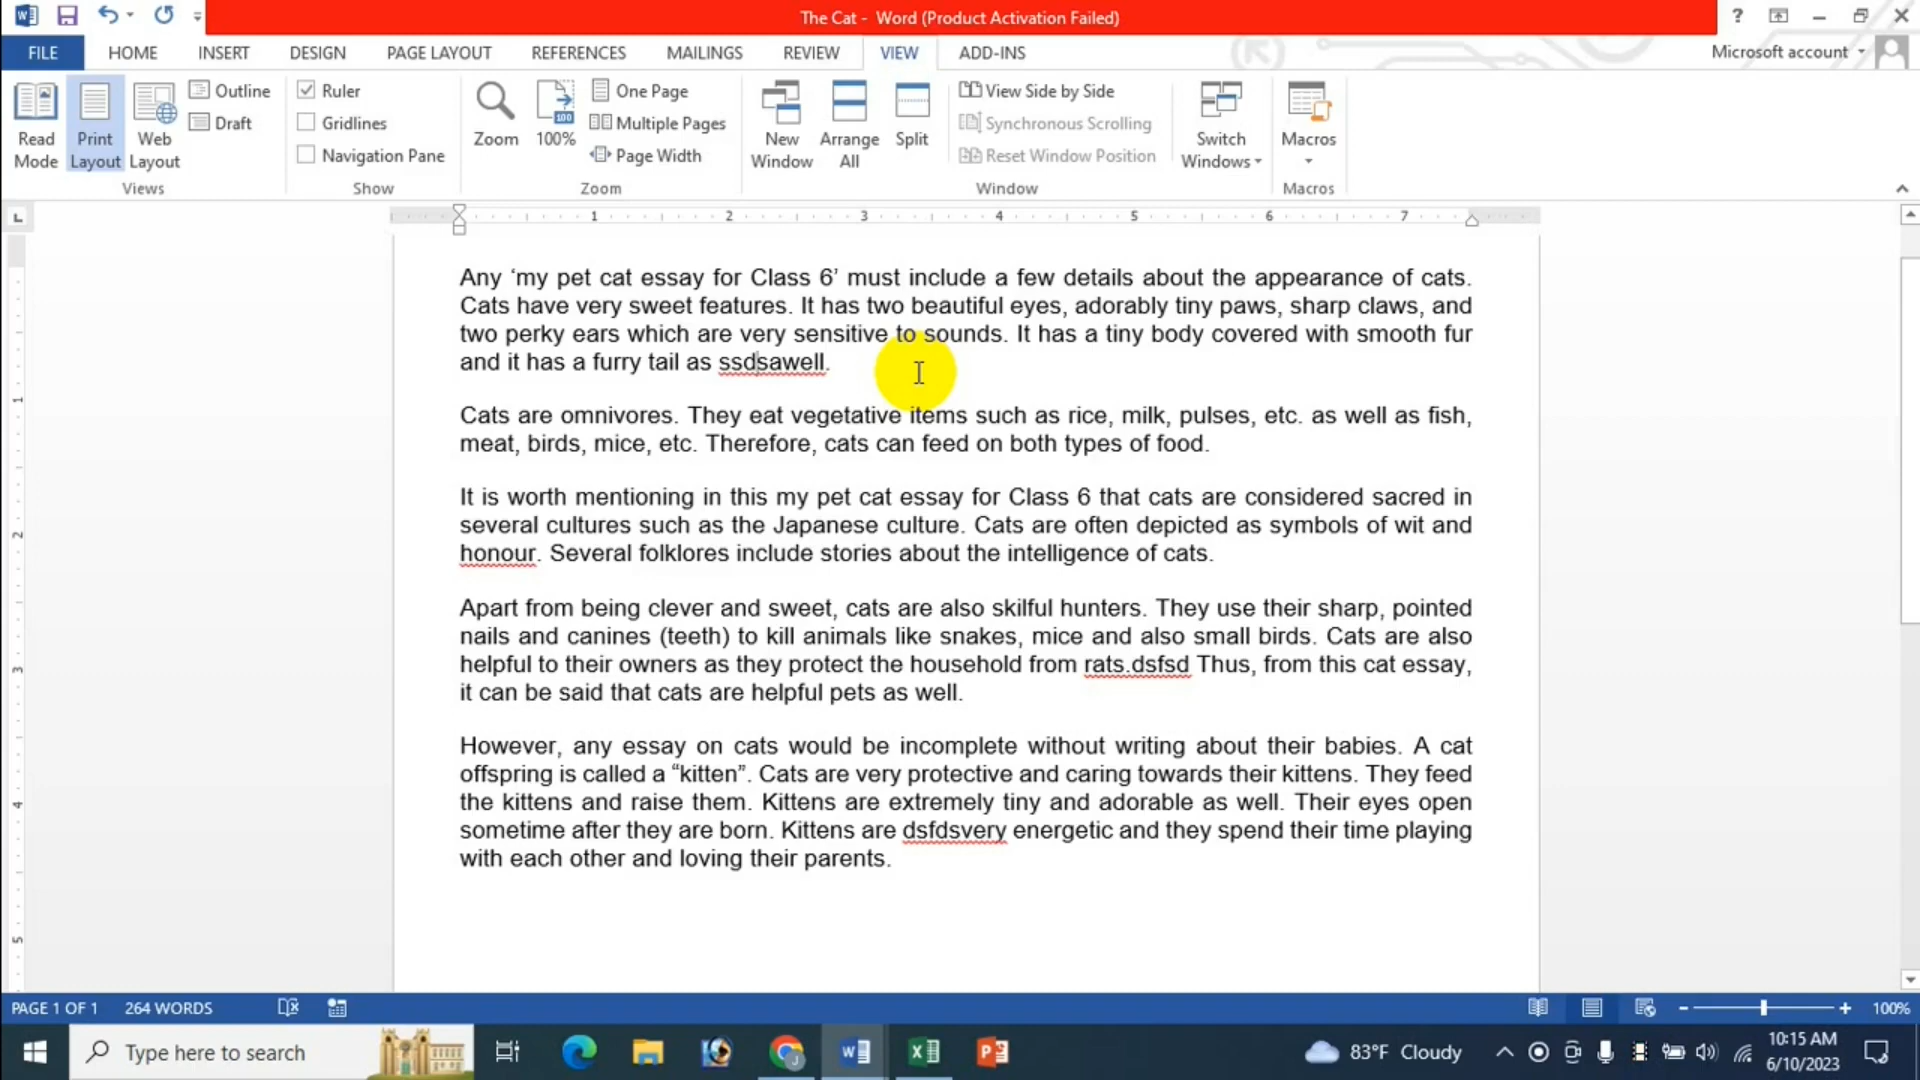 The Cat - Word (Product Activation Failed)
?
FILE HOME INSERT DESIGN PAGE LAYOUT REFERENCES MAILINGS REVIEW VIEW ADD-INS Microsoft account
Read Mode
Print Layout
Web Layout
Outline
Draft
Views
Ruler
Gridlines
Navigation Pane
Show
Zoom
100
100%
One Page
Multiple Pages
Page Width
Zoom
New Window
Arrange All
Split
View Side by Side
Synchronous Scrolling
Reset Window Position
Window
Switch Windows
Macros
Macros
L
1 2 3 4 5 6 7
1
2
3
4
5
Any ‘my pet cat essay for Class 6’ must include a few details about the appearance of cats.
Cats have very sweet features. It has two beautiful eyes, adorably tiny paws, sharp claws, and
two perky ears which are very sensitive to sounds. It has a tiny body covered with smooth fur
and it has a furry tail as ssdsawell.
Cats are omnivores. They eat vegetative items such as rice, milk, pulses, etc. as well as fish,
meat, birds, mice, etc. Therefore, cats can feed on both types of food.
It is worth mentioning in this my pet cat essay for Class 6 that cats are considered sacred in
several cultures such as the Japanese culture. Cats are often depicted as symbols of wit and
honour. Several folklores include stories about the intelligence of cats.
Apart from being clever and sweet, cats are also skilful hunters. They use their sharp, pointed
nails and canines (teeth) to kill animals like snakes, mice and also small birds. Cats are also
helpful to their owners as they protect the household from rats.dsfsd Thus, from this cat essay,
it can be said that cats are helpful pets as well.
However, any essay on cats would be incomplete without writing about their babies. A cat
offspring is called a “kitten”. Cats are very protective and caring towards their kittens. They feed
the kittens and raise them. Kittens are extremely tiny and adorable as well. Their eyes open
sometime after they are born. Kittens are dsfdsvery energetic and they spend their time playing
with each other and loving their parents.
PAGE 1 OF 1 264 WORDS 100%
Type here to search
83°F Cloudy
10:15 AM
6/10/2023